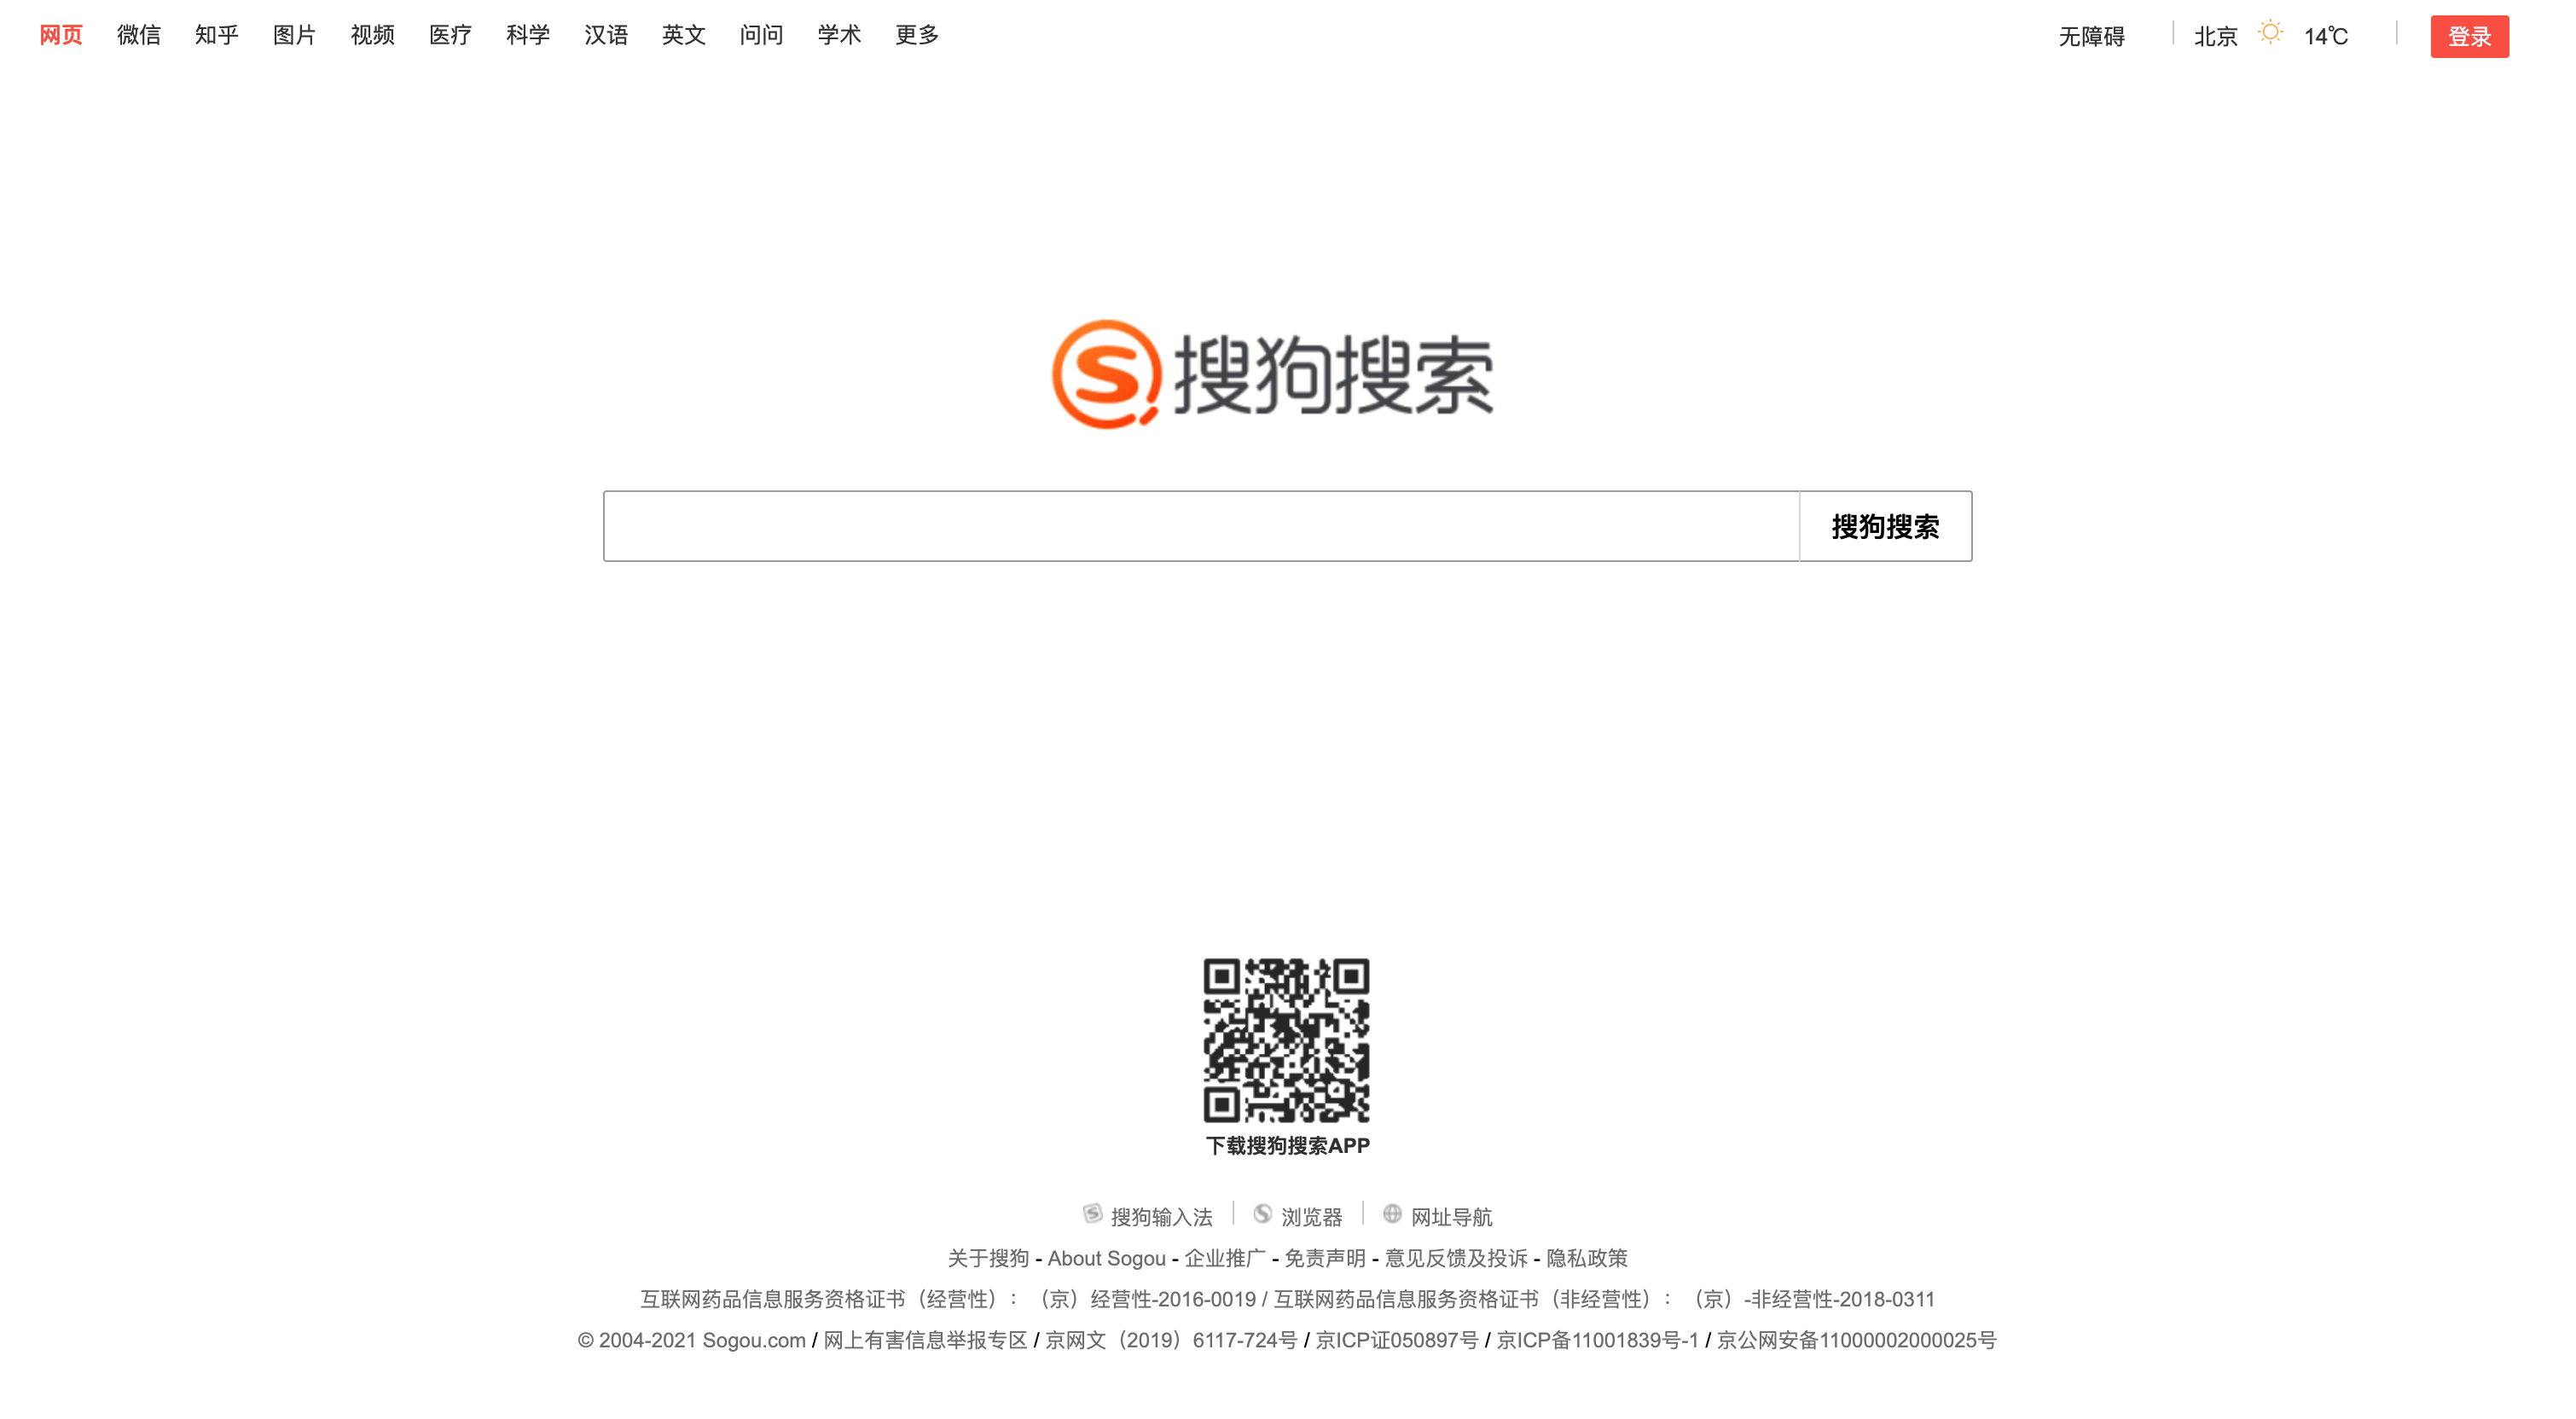 网页 微信 知乎 图片 视频 医疗 科学 汉语 英文 问问 学术 更多 无障碍 北京 14℃ 登录
搜狗搜索
搜狗搜索
下载搜狗搜索APP
搜狗输入法 浏览器 网址导航
关于搜狗 - About Sogou - 企业推广 - 免责声明 - 意见反馈及投诉 - 隐私政策
互联网药品信息服务资格证书（经营性）：（京）经营性-2016-0019 / 互联网药品信息服务资格证书（非经营性）：（京）-非经营性-2018-0311
© 2004-2021 Sogou.com / 网上有害信息举报专区 / 京网文（2019）6117-724号 / 京ICP证050897号 / 京ICP备11001839号-1 / 京公网安备11000002000025号